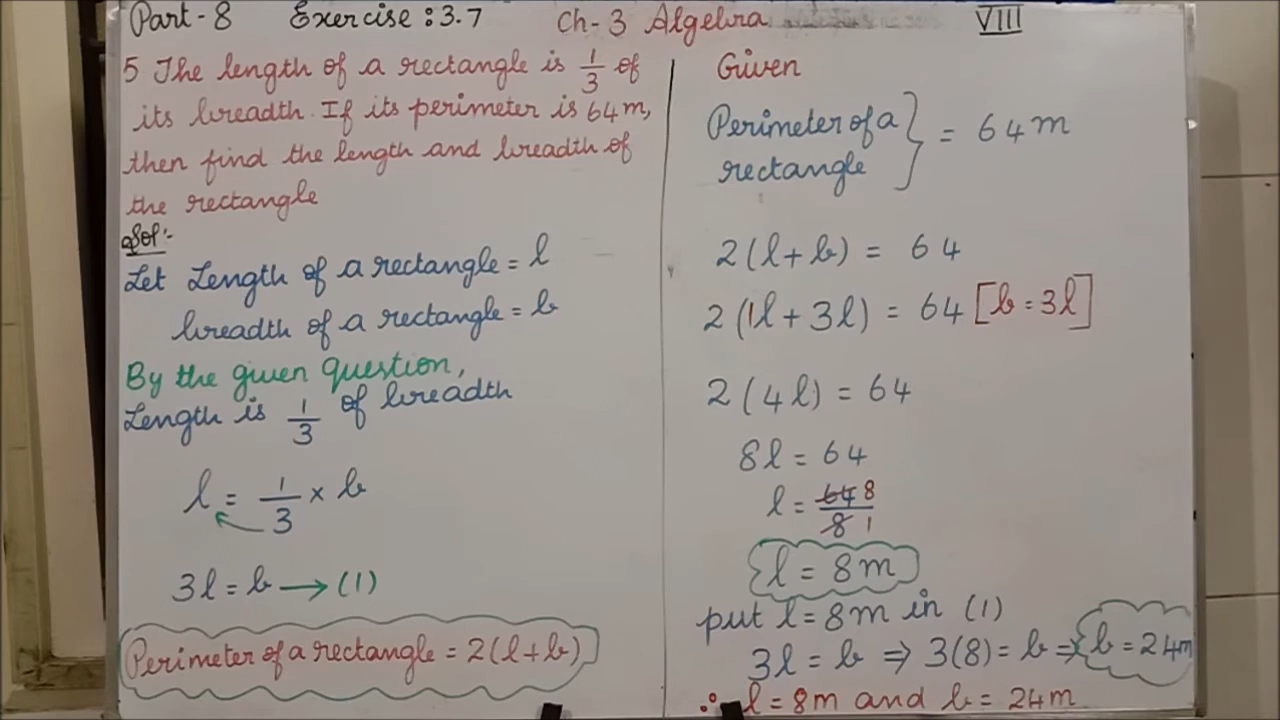 Part-8 Exercise:3.7 Ch-3 Algebra VIII
5 The length of a rectangle is 1/3 of
its breadth. If its perimeter is 64m,
then find the length and breadth of
the rectangle
Sol:-
Let Length of a rectangle = l
breadth of a rectangle = b
By the given question,
Length is 1/3 of breadth
l = 1/3 × b
3l = b → (1)
Perimeter of a rectangle = 2(l+b)
Given
Perimeter of a
rectangle } = 64m
2(l+b) = 64
2(1l + 3l) = 64 [b = 3l]
2(4l) = 64
8l = 64
l = 64/8 8/1
l = 8m
put l = 8m in (1)
3l = b ⇒ 3(8) = b ⇒ b = 24m
∴ l = 8m and b = 24m